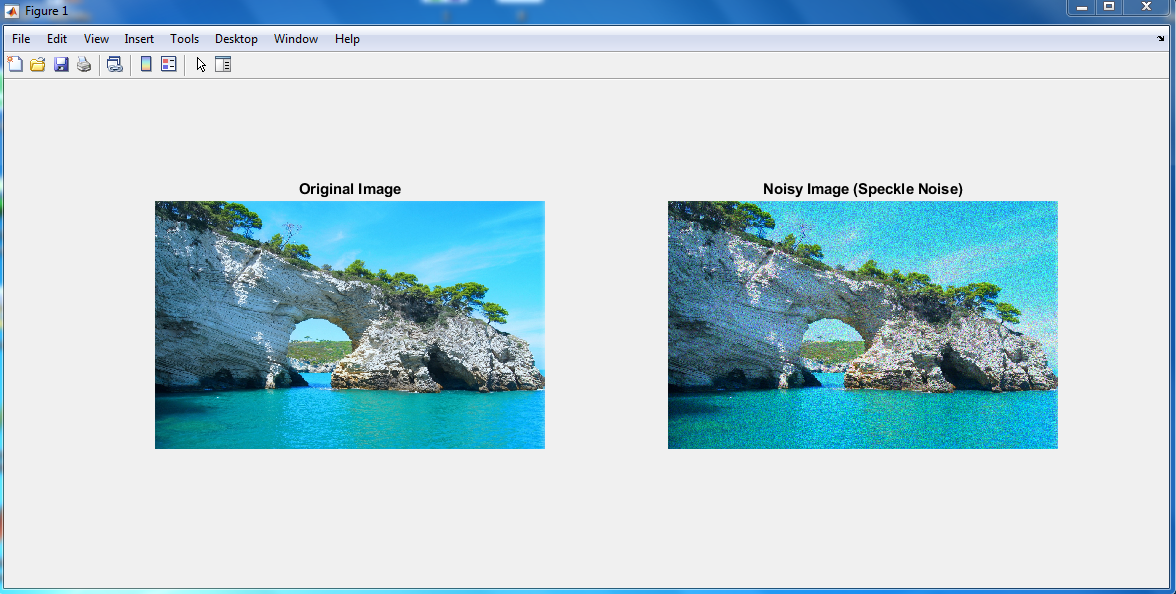 Figure 1
File Edit View Insert Tools Desktop Window Help
Original Image
Noisy Image (Speckle Noise)